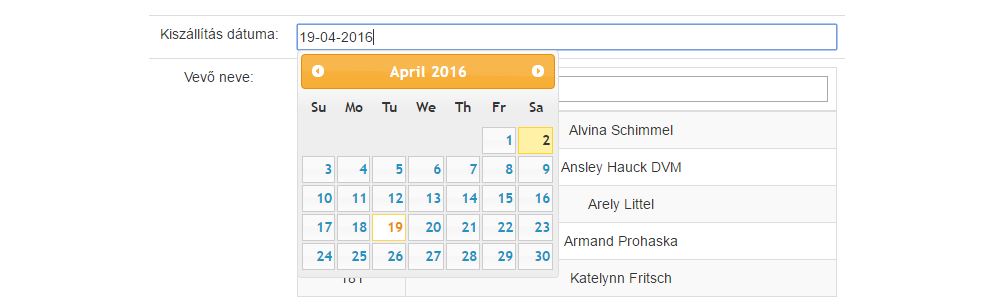 Kiszállítás dátuma: 19-04-2016
Vevő neve:
April 2016
Su Mo Tu We Th Fr Sa
1 2
3 4 5 6 7 8 9
10 11 12 13 14 15 16
17 18 19 20 21 22 23
24 25 26 27 28 29 30
Alvina Schimmel
Ansley Hauck DVM
Arely Littel
Armand Prohaska
Katelynn Fritsch